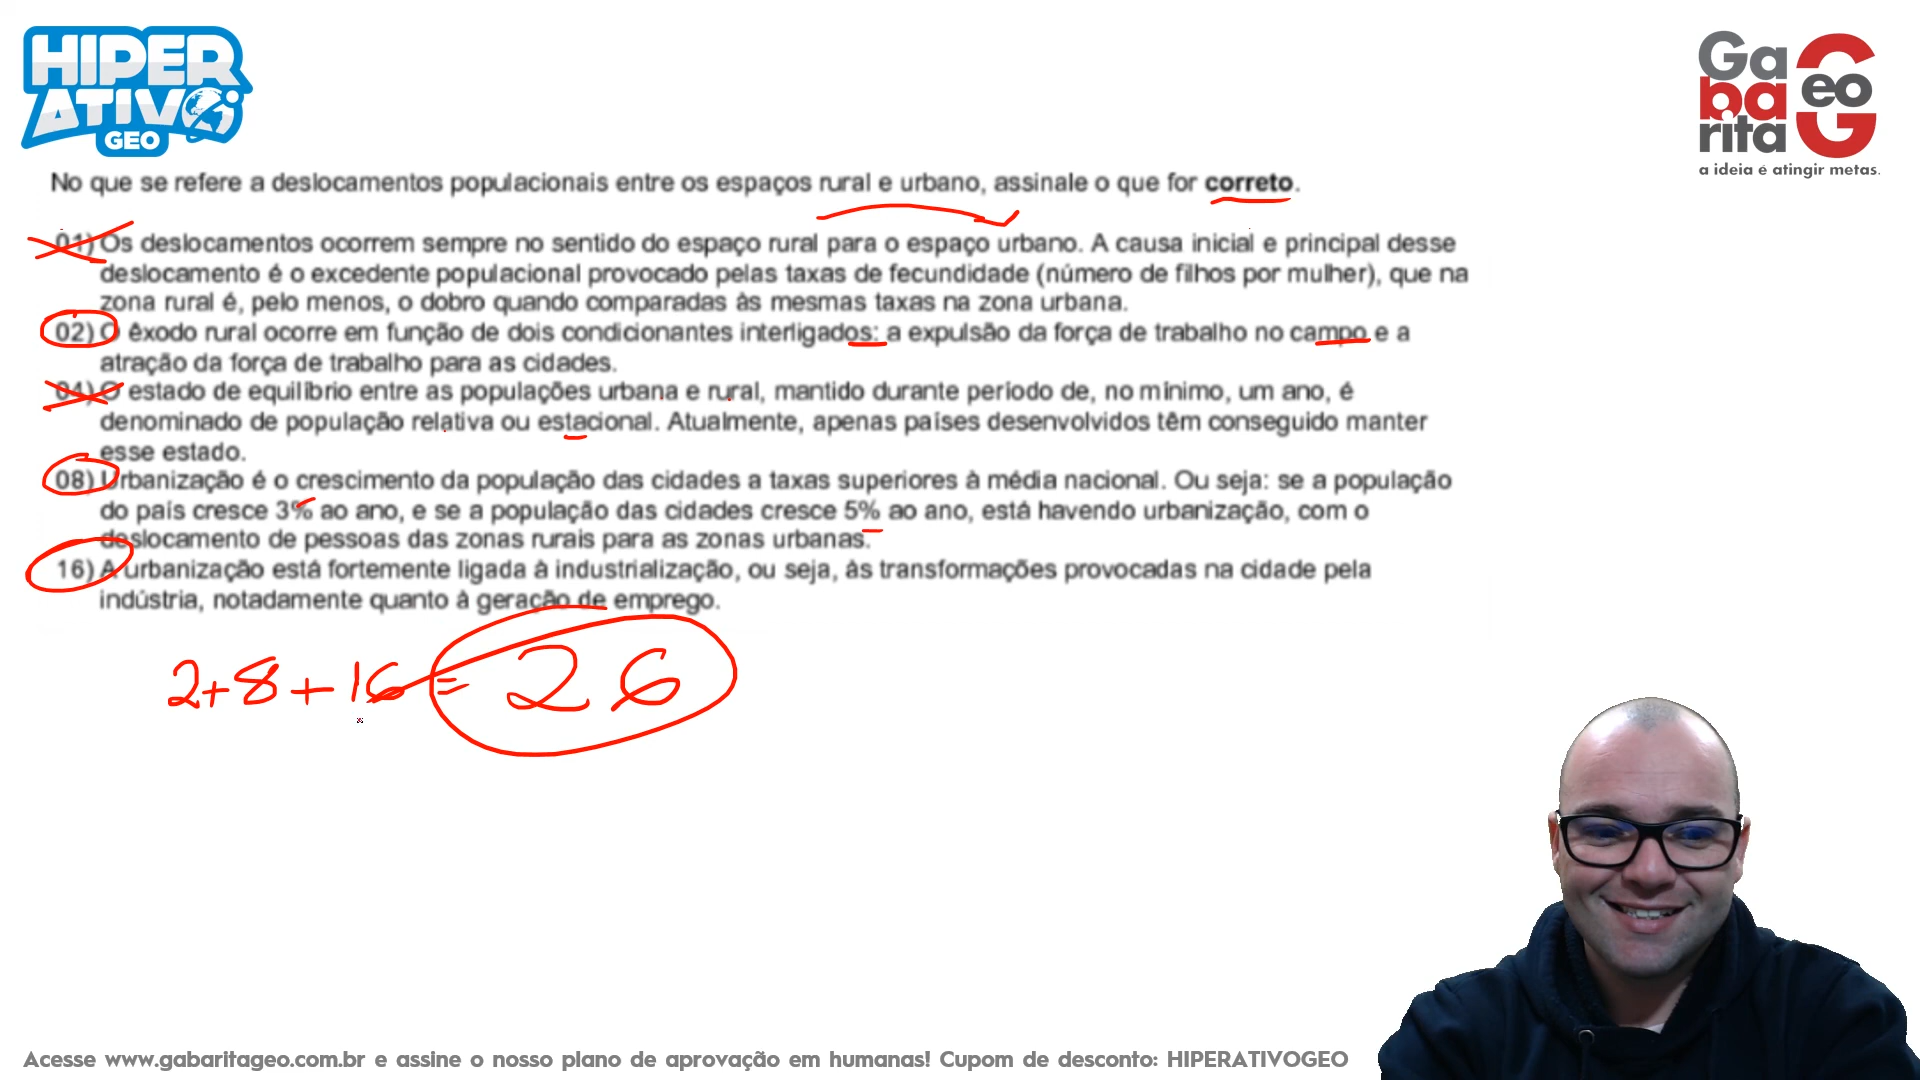 HIPER
ATIVO
GEO
Ga
ba
rita
Geo
a ideia é atingir metas.
No que se refere a deslocamentos populacionais entre os espaços rural e urbano, assinale o que for correto.
01) Os deslocamentos ocorrem sempre no sentido do espaço rural para o espaço urbano. A causa inicial e principal desse
deslocamento é o excedente populacional provocado pelas taxas de fecundidade (número de filhos por mulher), que na
zona rural é, pelo menos, o dobro quando comparadas às mesmas taxas na zona urbana.
02) O êxodo rural ocorre em função de dois condicionantes interligados: a expulsão da força de trabalho no campo e a
atração da força de trabalho para as cidades.
04) O estado de equilíbrio entre as populações urbana e rural, mantido durante período de, no mínimo, um ano, é
denominado de população relativa ou estacional. Atualmente, apenas países desenvolvidos têm conseguido manter
esse estado.
08) Urbanização é o crescimento da população das cidades a taxas superiores à média nacional. Ou seja: se a população
do país cresce 3% ao ano, e se a população das cidades cresce 5% ao ano, está havendo urbanização, com o
deslocamento de pessoas das zonas rurais para as zonas urbanas.
16) A urbanização está fortemente ligada à industrialização, ou seja, às transformações provocadas na cidade pela
indústria, notadamente quanto à geração de emprego.
2+8+16=26
Acesse www.gabaritageo.com.br e assine o nosso plano de aprovação em humanas! Cupom de desconto: HIPERATIVOGEO